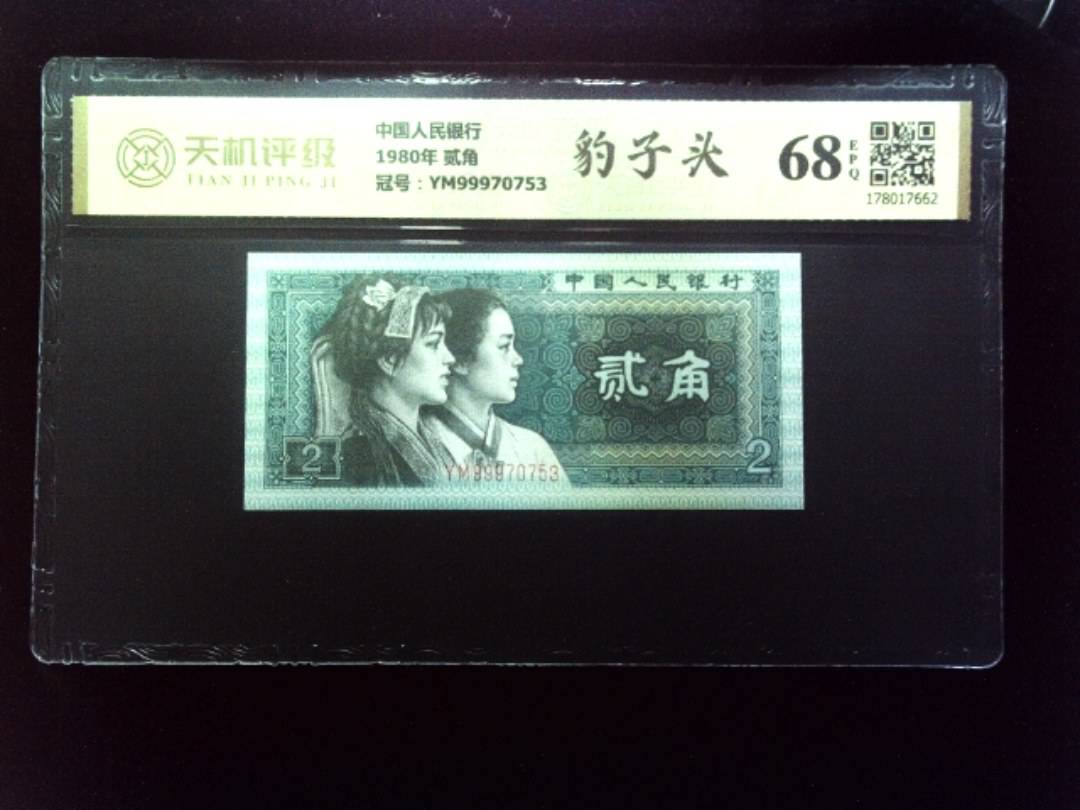 天机评级
TIAN JI PING JI
中国人民银行
1980年 贰角
冠号：YM99970753
豹子头
68
EPQ
178017662
中国人民银行
贰角
2
2
YM99970753